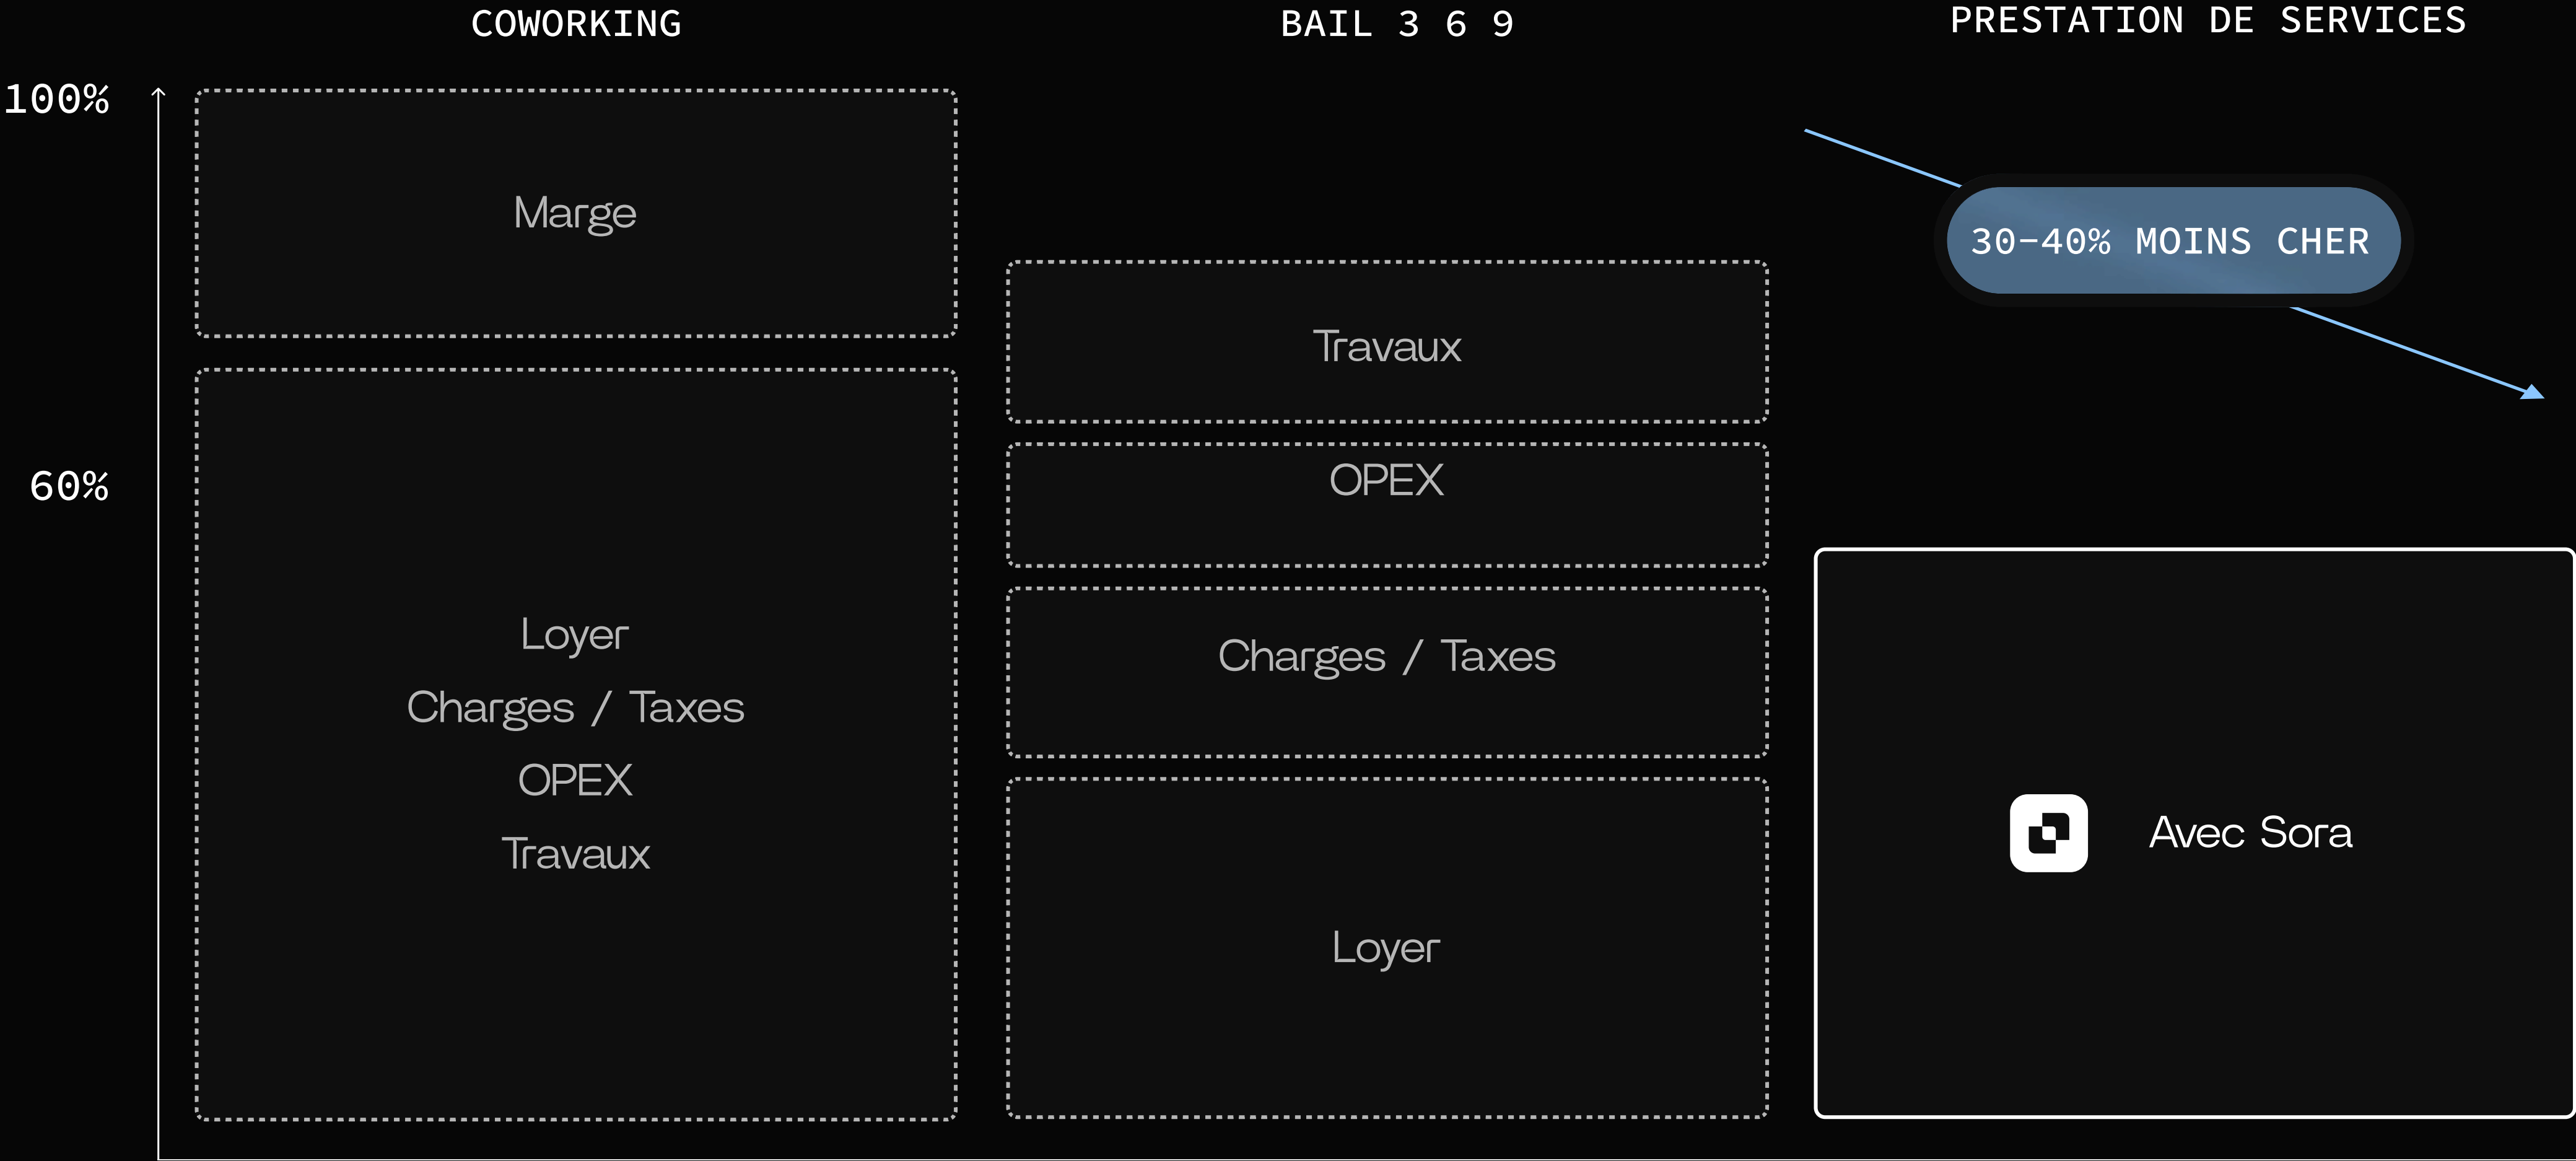 COWORKING
BAIL 3 6 9
PRESTATION DE SERVICES
100%
60%
Marge
Loyer
Charges / Taxes
OPEX
Travaux
Travaux
OPEX
Charges / Taxes
Loyer
30-40% MOINS CHER
Avec Sora